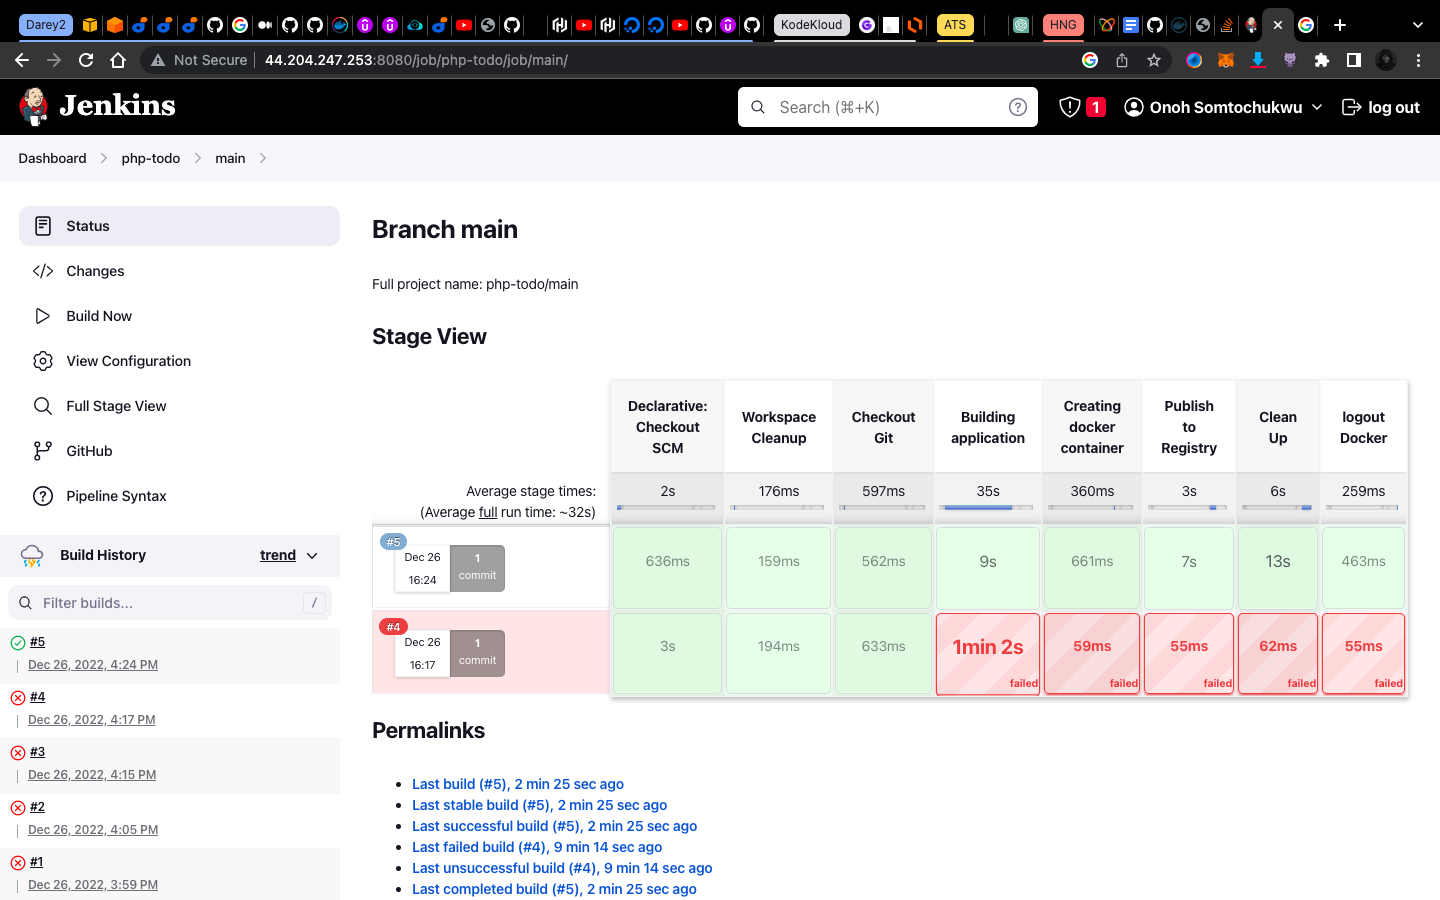 Darey2
KodeKloud
ATS
HNG
Not Secure
44.204.247.253:8080/job/php-todo/job/main/
Jenkins
Search (⌘+K)
?
1
Onoh Somtochukwu
log out
Dashboard
php-todo
main
Status
Changes
Build Now
View Configuration
Full Stage View
GitHub
Pipeline Syntax
Build History
trend
Filter builds...
/
#5
Dec 26, 2022, 4:24 PM
#4
Dec 26, 2022, 4:17 PM
#3
Dec 26, 2022, 4:15 PM
#2
Dec 26, 2022, 4:05 PM
#1
Dec 26, 2022, 3:59 PM
Branch main
Full project name: php-todo/main
Stage View
Declarative:
Checkout
SCM
Workspace
Cleanup
Checkout
Git
Building
application
Creating
docker
container
Publish
to
Registry
Clean
Up
logout
Docker
Average stage times:
(Average full run time: ~32s)
2s
176ms
597ms
35s
360ms
3s
6s
259ms
#5
Dec 26
16:24
1
commit
636ms
159ms
562ms
9s
661ms
7s
13s
463ms
#4
Dec 26
16:17
1
commit
3s
194ms
633ms
1min 2s
failed
59ms
failed
55ms
failed
62ms
failed
55ms
failed
Permalinks
Last build (#5), 2 min 25 sec ago
Last stable build (#5), 2 min 25 sec ago
Last successful build (#5), 2 min 25 sec ago
Last failed build (#4), 9 min 14 sec ago
Last unsuccessful build (#4), 9 min 14 sec ago
Last completed build (#5), 2 min 25 sec ago